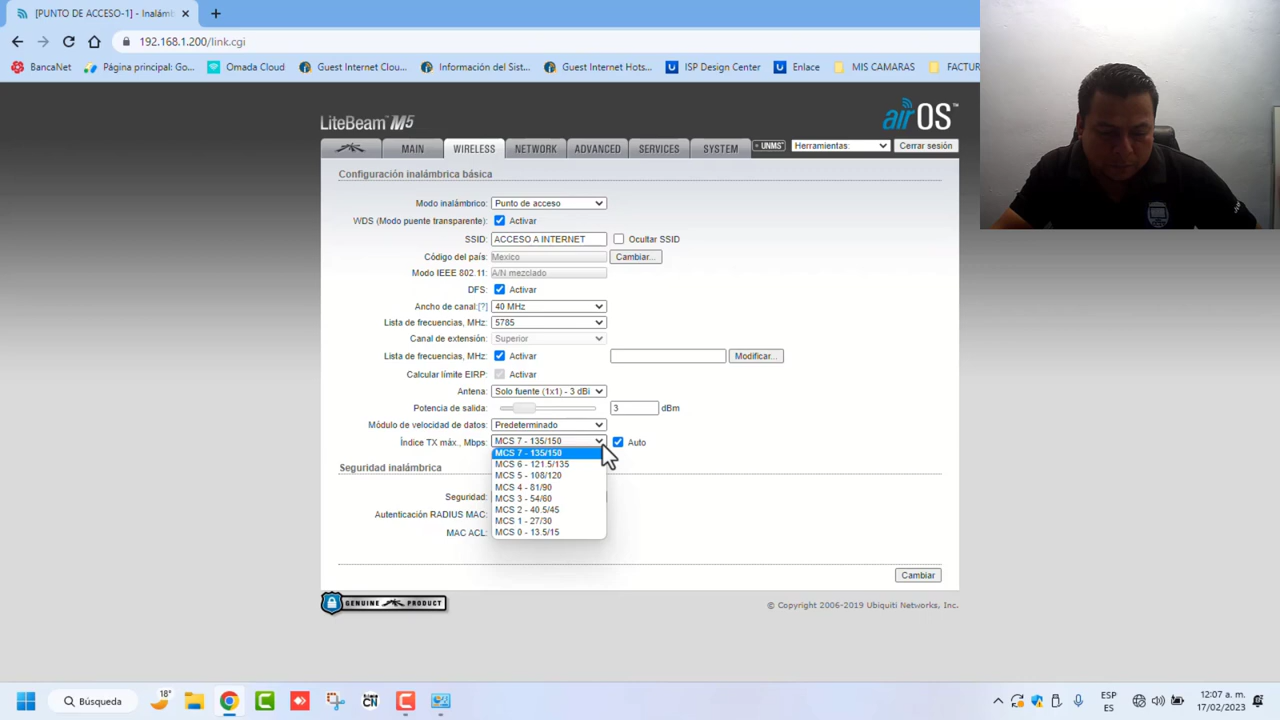 [PUNTO DE ACCESO-1] - Inalámb
192.168.1.200/link.cgi
BancaNet
Página principal: Go...
Omada Cloud
Guest Internet Clou...
Información del Sist...
Guest Internet Hots...
ISP Design Center
Enlace
MIS CAMARAS
FACTUR
LiteBeam M5
airOS™
MAIN
WIRELESS
NETWORK
ADVANCED
SERVICES
SYSTEM
UNMS™
Herramientas:
Cerrar sesión
Configuración inalámbrica básica
Modo inalámbrico: Punto de acceso
WDS (Modo puente transparente): Activar
SSID: ACCESO A INTERNET Ocultar SSID
Código del país: Mexico Cambiar...
Modo IEEE 802.11: A/N mezclado
DFS: Activar
Ancho de canal:[?] 40 MHz
Lista de frecuencias, MHz: 5785
Canal de extensión: Superior
Lista de frecuencias, MHz: Activar Modificar...
Calcular límite EIRP: Activar
Antena: Solo fuente (1x1) - 3 dBi
Potencia de salida: 3 dBm
Módulo de velocidad de datos: Predeterminado
Índice TX máx., Mbps: MCS 7 - 135/150 Auto
MCS 7 - 135/150
MCS 6 - 121.5/135
MCS 5 - 108/120
MCS 4 - 81/90
MCS 3 - 54/60
MCS 2 - 40.5/45
MCS 1 - 27/30
MCS 0 - 13.5/15
Seguridad inalámbrica
Seguridad:
Autenticación RADIUS MAC:
MAC ACL:
Cambiar
GENUINE PRODUCT
© Copyright 2006-2019 Ubiquiti Networks, Inc.
Búsqueda
18°
CN
ESP
ES
12:07 a. m.
17/02/2023